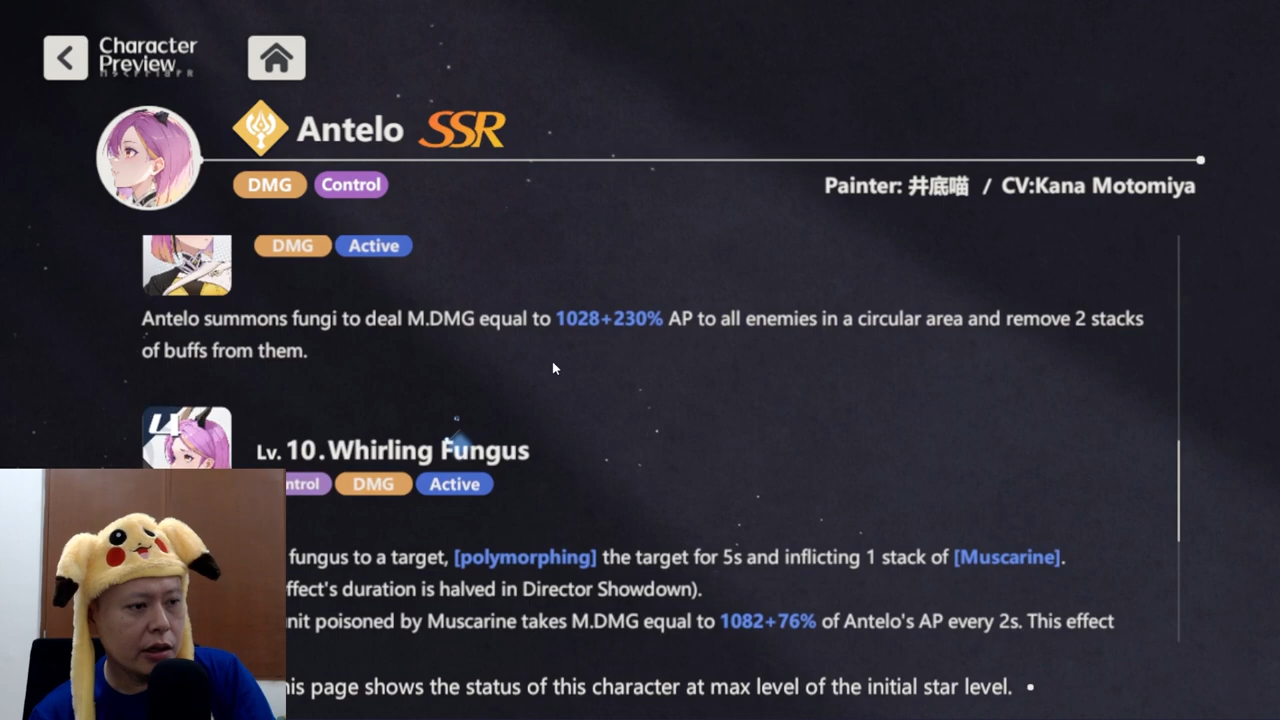 Character
Preview
Antelo SSR
DMG Control
Painter: 井底喵 / CV:Kana Motomiya
DMG Active
Antelo summons fungi to deal M.DMG equal to 1028+230% AP to all enemies in a circular area and remove 2 stacks
of buffs from them.
Lv. 10.Whirling Fungus
ntrol DMG Active
fungus to a target, [polymorphing] the target for 5s and inflicting 1 stack of [Muscarine].
ffect's duration is halved in Director Showdown).
nit poisoned by Muscarine takes M.DMG equal to 1082+76% of Antelo's AP every 2s. This effect
his page shows the status of this character at max level of the initial star level.